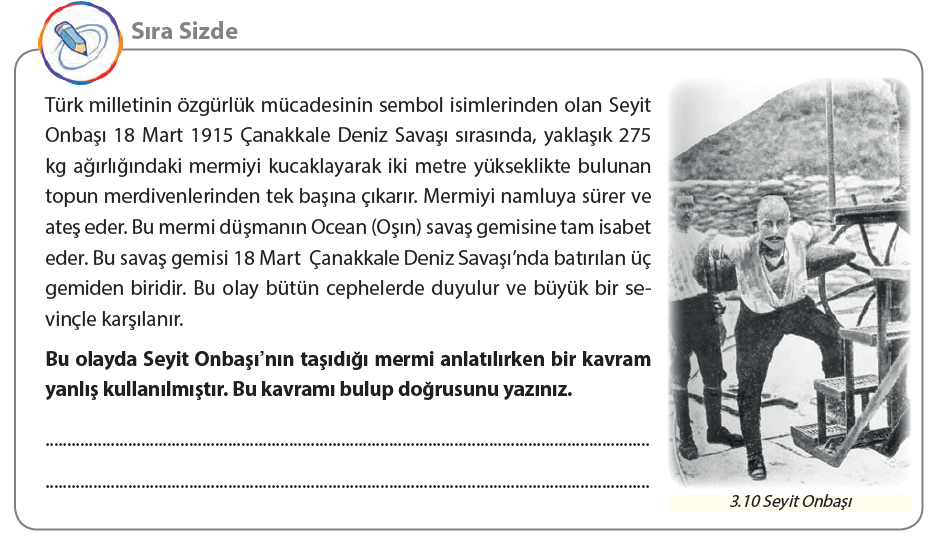 Sıra Sizde
Türk milletinin özgürlük mücadesinin sembol isimlerinden olan Seyit
Onbaşı 18 Mart 1915 Çanakkale Deniz Savaşı sırasında, yaklaşık 275
kg ağırlığındaki mermiyi kucaklayarak iki metre yükseklikte bulunan
topun merdivenlerinden tek başına çıkarır. Mermiyi namluya sürer ve
ateş eder. Bu mermi düşmanın Ocean (Oşın) savaş gemisine tam isabet
eder. Bu savaş gemisi 18 Mart Çanakkale Deniz Savaşı’nda batırılan üç
gemiden biridir. Bu olay bütün cephelerde duyulur ve büyük bir se-
vinçle karşılanır.
Bu olayda Seyit Onbaşı’nın taşıdığı mermi anlatılırken bir kavram
yanlış kullanılmıştır. Bu kavramı bulup doğrusunu yazınız.
3.10 Seyit Onbaşı